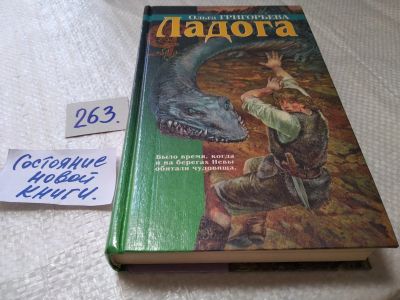 Ольга ГРИГОРЬЕВА
Ладога
263.
Состояние
новой
книги.
Было время, когда
и на берегах Невы
обитали чудовища.